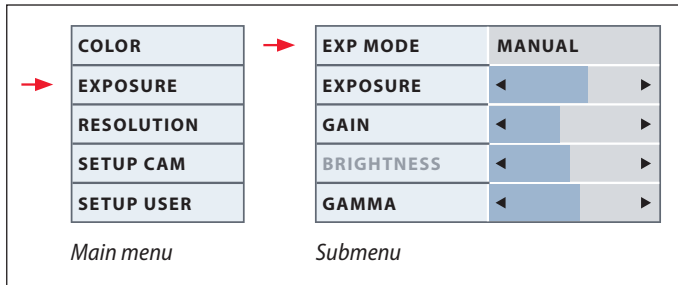 COLOR
EXPOSURE
RESOLUTION
SETUP CAM
SETUP USER
Main menu
EXP MODE MANUAL
EXPOSURE
GAIN
BRIGHTNESS
GAMMA
Submenu